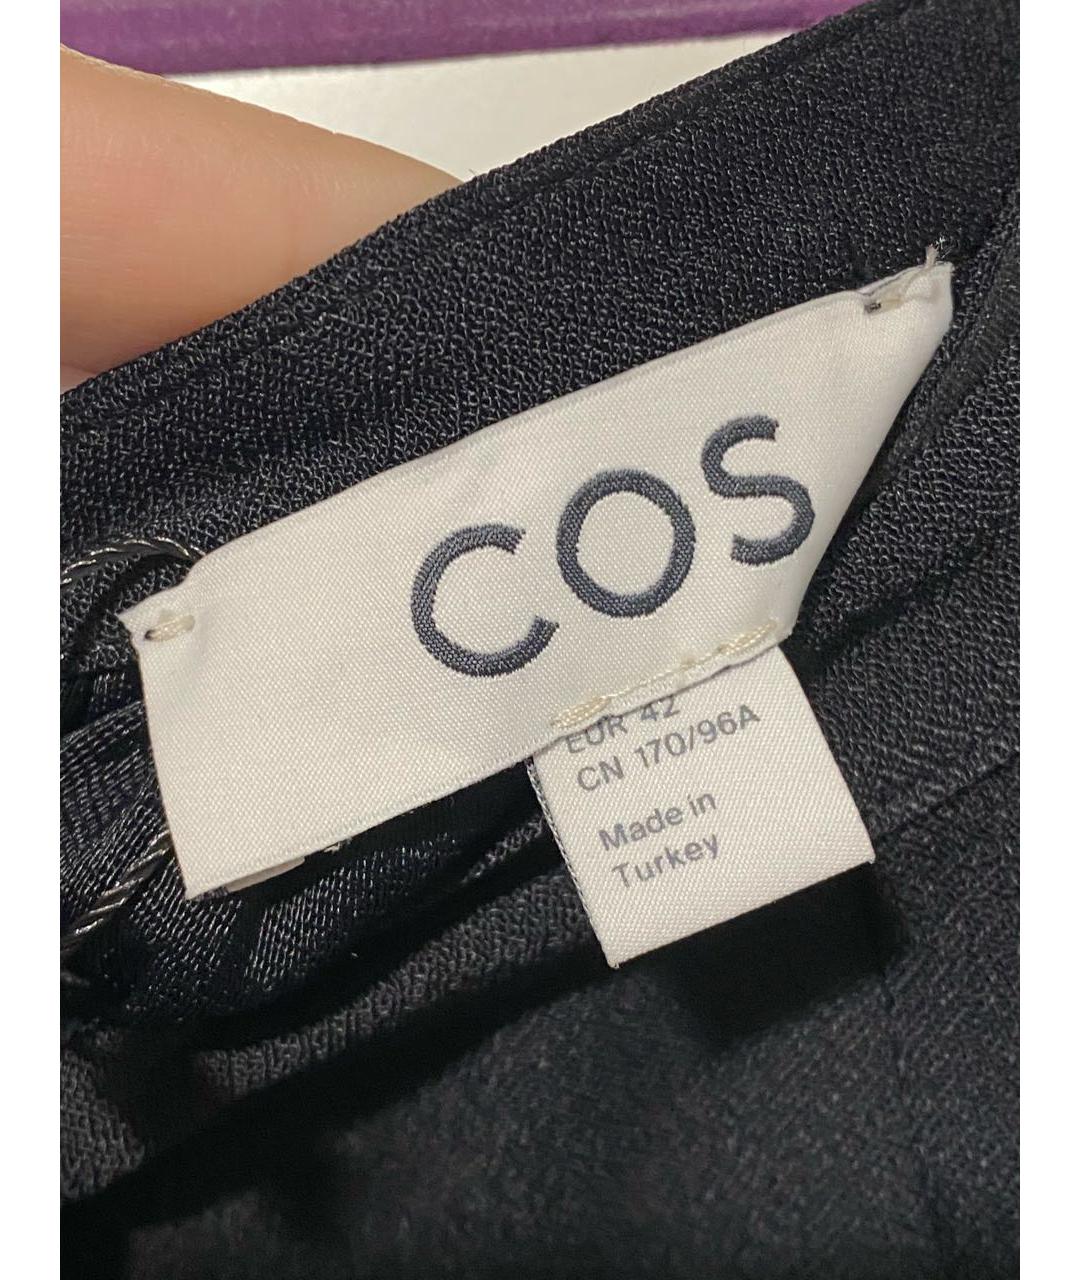 COS
EUR 42
CN 170/96A
Made in
Turkey